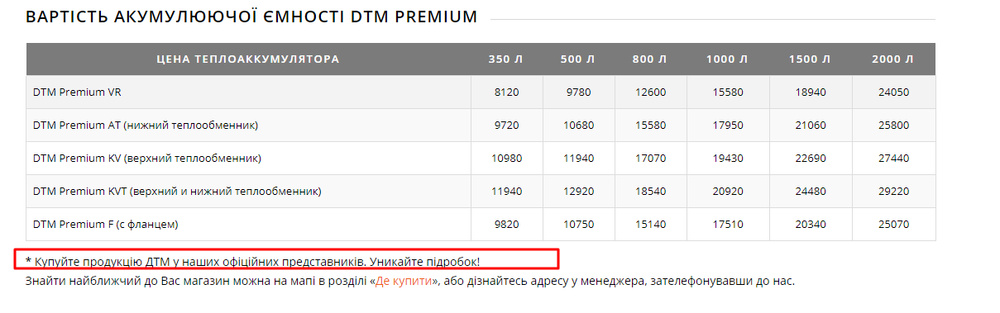 ВАРТІСТЬ АКУМУЛЮЮЧОЇ ЄМНОСТІ DTM PREMIUM
ЦЕНА ТЕПЛОАККУМУЛЯТОРА 350 Л 500 Л 800 Л 1000 Л 1500 Л 2000 Л
DTM Premium VR 8120 9780 12600 15580 18940 24050
DTM Premium AT (нижний теплообменник) 9720 10680 15580 17950 21060 25800
DTM Premium KV (верхний теплообменник) 10980 11940 17070 19430 22690 27440
DTM Premium KVT (верхний и нижний теплообменник) 11940 12920 18540 20920 24480 29220
DTM Premium F (с фланцем) 9820 10750 15140 17510 20340 25070
* Купуйте продукцію ДТМ у наших офіційних представників. Уникайте підробок!
Знайти найближчий до Вас магазин можна на мапі в розділі «Де купити», або дізнайтесь адресу у менеджера, зателефонувавши до нас.